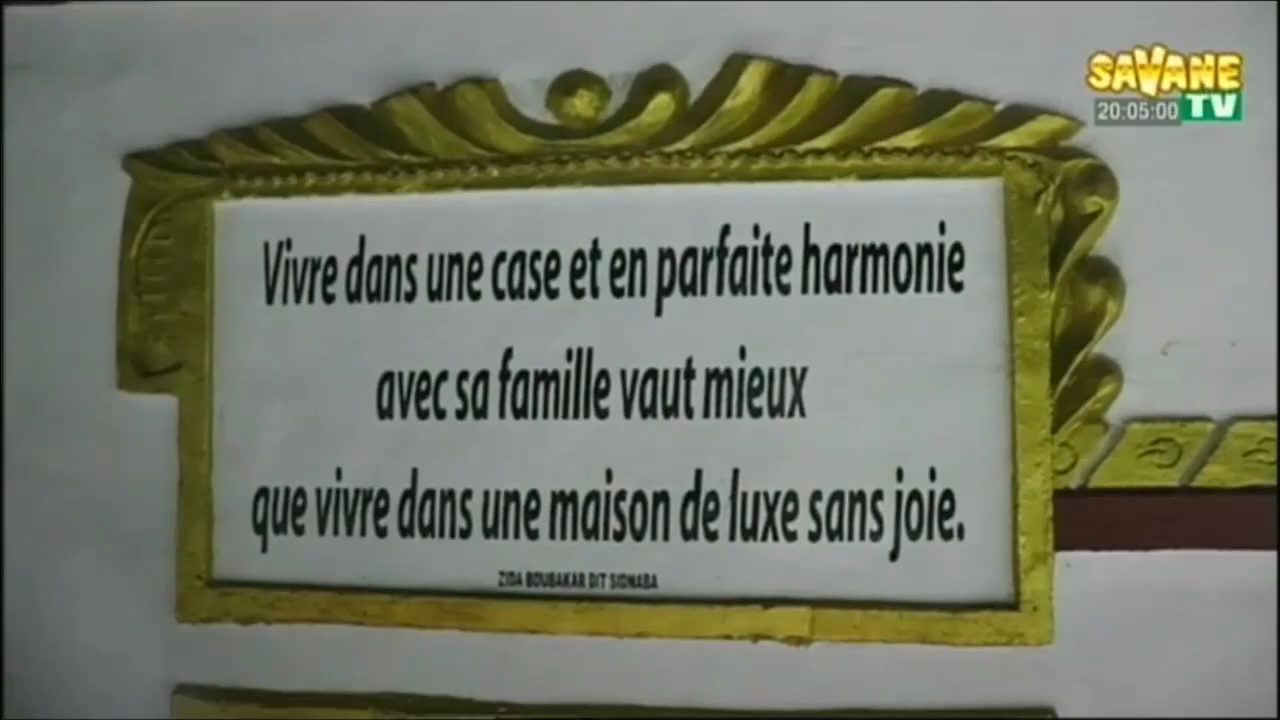 SAVANE
20:05:00 TV
Vivre dans une case et en parfaite harmonie
avec sa famille vaut mieux
que vivre dans une maison de luxe sans joie.
ZIDA BOUBAKAR DIT SIDNABA